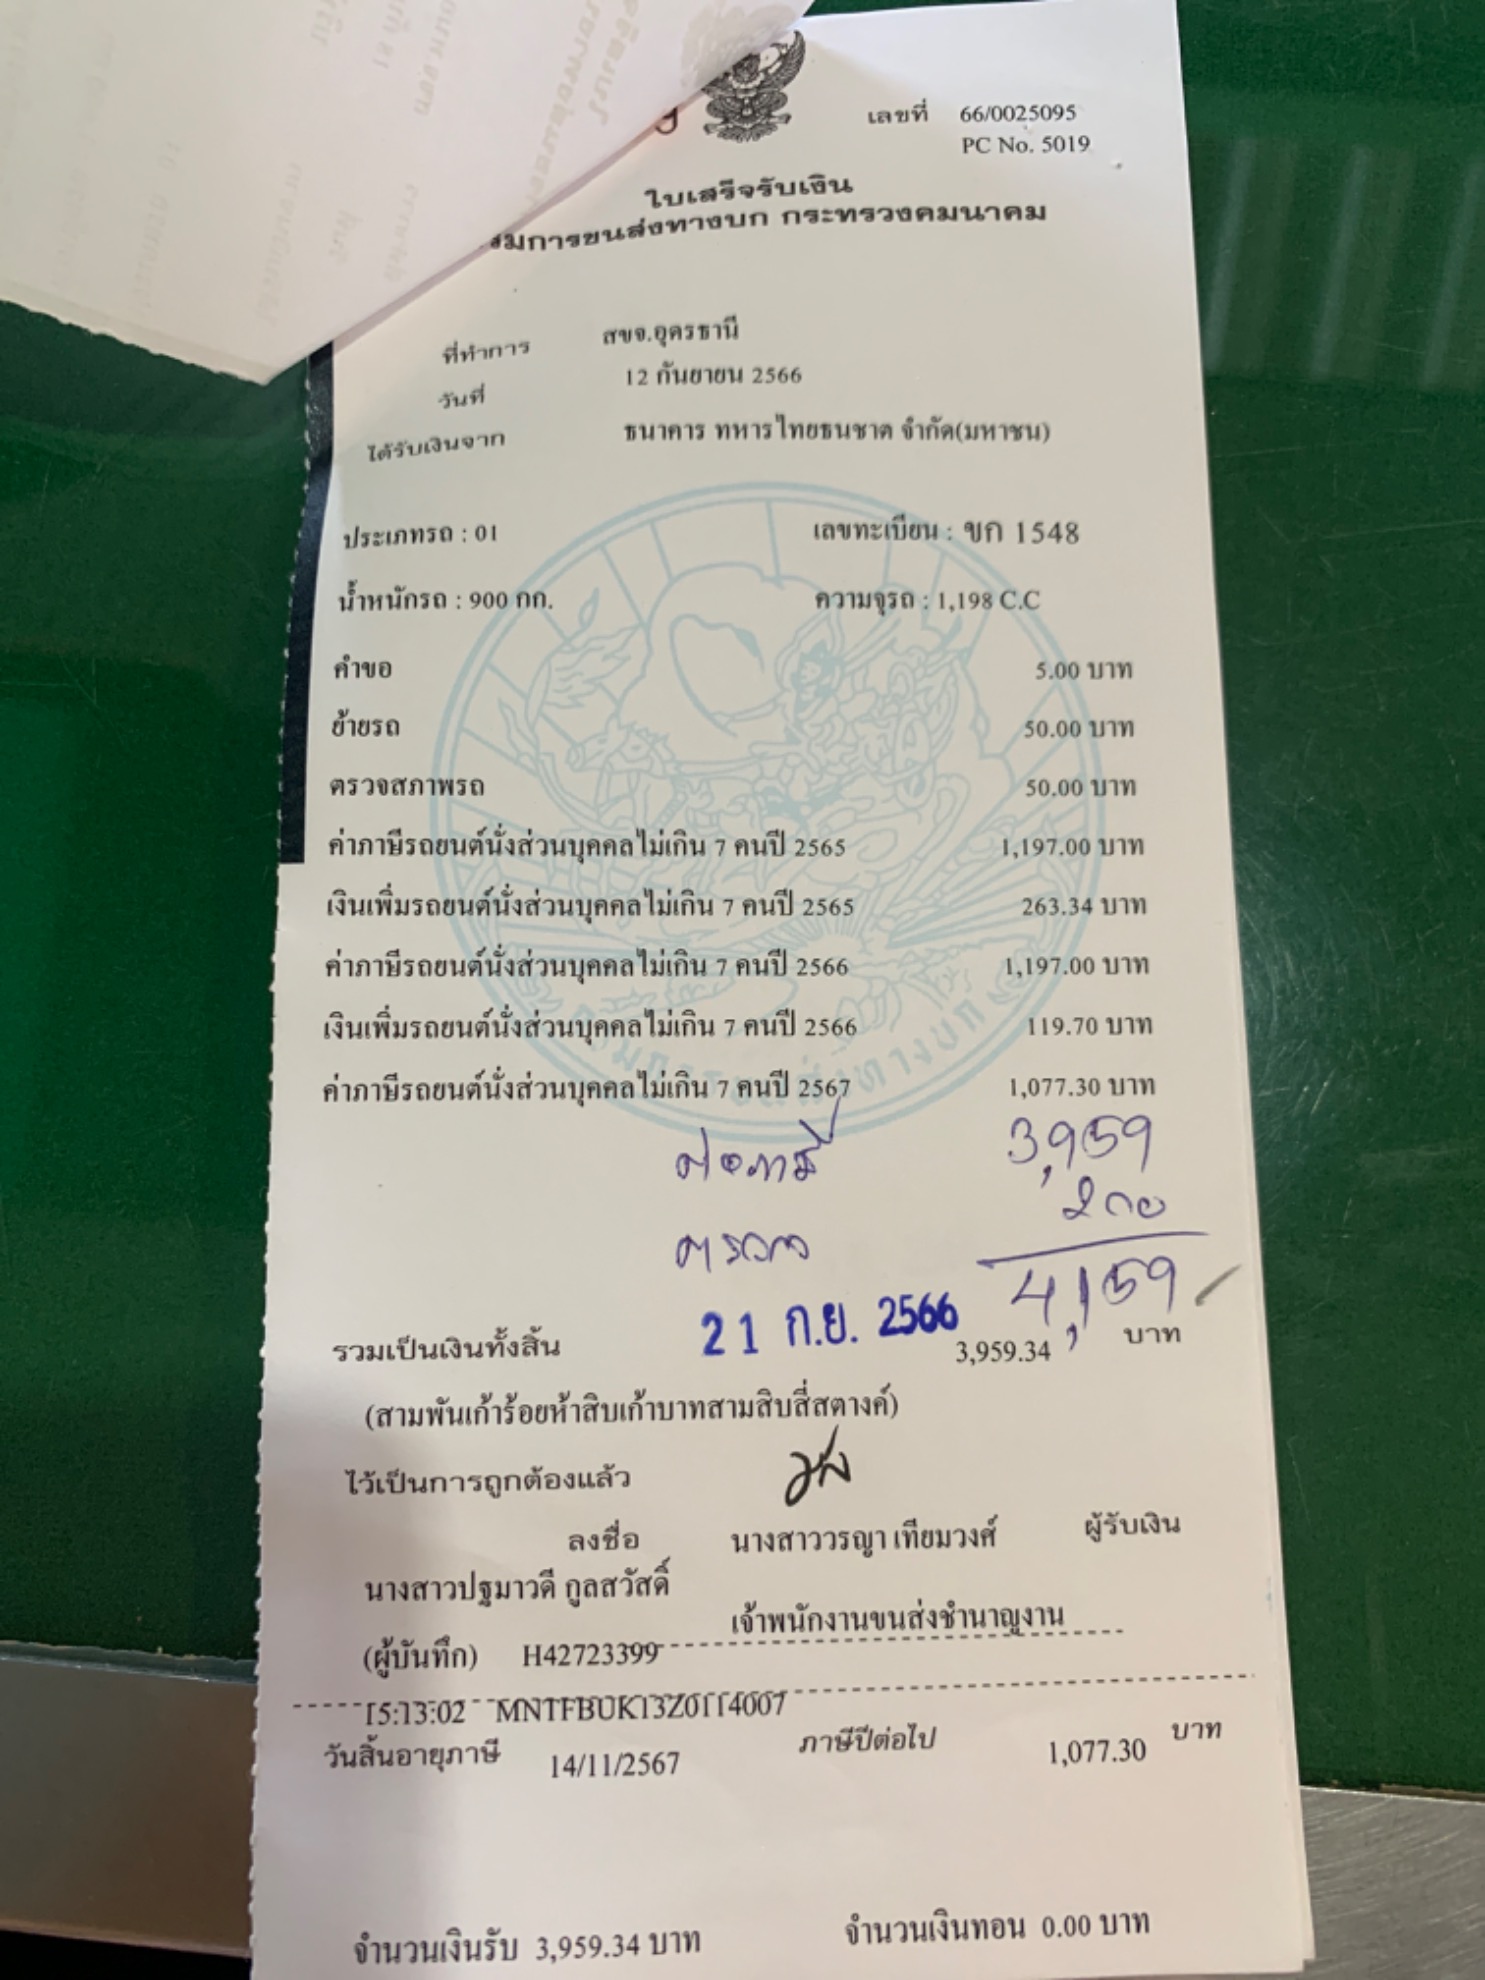 เลขที่ 66/0025095
PC No. 5019
ใบเสร็จรับเงิน
มการขนส่งทางบก กระทรวงคมนาคม
ที่ทำการ สขจ.อุดรธานี
วันที่ 12 กันยายน 2566
ได้รับเงินจาก ธนาคาร ทหารไทยธนชาต จำกัด(มหาชน)
ประเภทรถ : 01 เลขทะเบียน : ขก 1548
น้ำหนักรถ : 900 กก. ความจุรถ : 1,198 C.C
คำขอ 5.00 บาท
ย้ายรถ 50.00 บาท
ตรวจสภาพรถ 50.00 บาท
ค่าภาษีรถยนต์นั่งส่วนบุคคลไม่เกิน 7 คนปี 2565 1,197.00 บาท
เงินเพิ่มรถยนต์นั่งส่วนบุคคลไม่เกิน 7 คนปี 2565 263.34 บาท
ค่าภาษีรถยนต์นั่งส่วนบุคคลไม่เกิน 7 คนปี 2566 1,197.00 บาท
เงินเพิ่มรถยนต์นั่งส่วนบุคคลไม่เกิน 7 คนปี 2566 119.70 บาท
ค่าภาษีรถยนต์นั่งส่วนบุคคลไม่เกิน 7 คนปี 2567 1,077.30 บาท
ต่อภาษี 3,959
ตรวจ 200
4,159
21 ก.ย. 2566
รวมเป็นเงินทั้งสิ้น 3,959.34 บาท
(สามพันเก้าร้อยห้าสิบเก้าบาทสามสิบสี่สตางค์)
ไว้เป็นการถูกต้องแล้ว
ลงชื่อ นางสาววรญา เทียมวงศ์ ผู้รับเงิน
นางสาวปฐมาวดี กูลสวัสดิ์
เจ้าพนักงานขนส่งชำนาญงาน
(ผู้บันทึก) H42723399
15:13:02 MNTFBUK13Z0114007
วันสิ้นอายุภาษี 14/11/2567 ภาษีปีต่อไป 1,077.30 บาท
จำนวนเงินรับ 3,959.34 บาท จำนวนเงินทอน 0.00 บาท